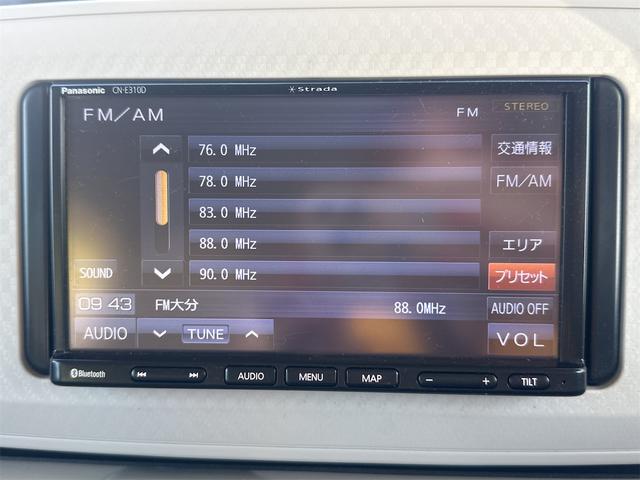 Panasonic CN-E310D Strada
FM/AM FM STEREO
76.0 MHz 交通情報
78.0 MHz FM/AM
83.0 MHz
88.0 MHz エリア
SOUND 90.0 MHz プリセット
09 43 FM大分 88.0MHz AUDIO OFF
AUDIO TUNE VOL
Bluetooth AUDIO MENU MAP − + TILT